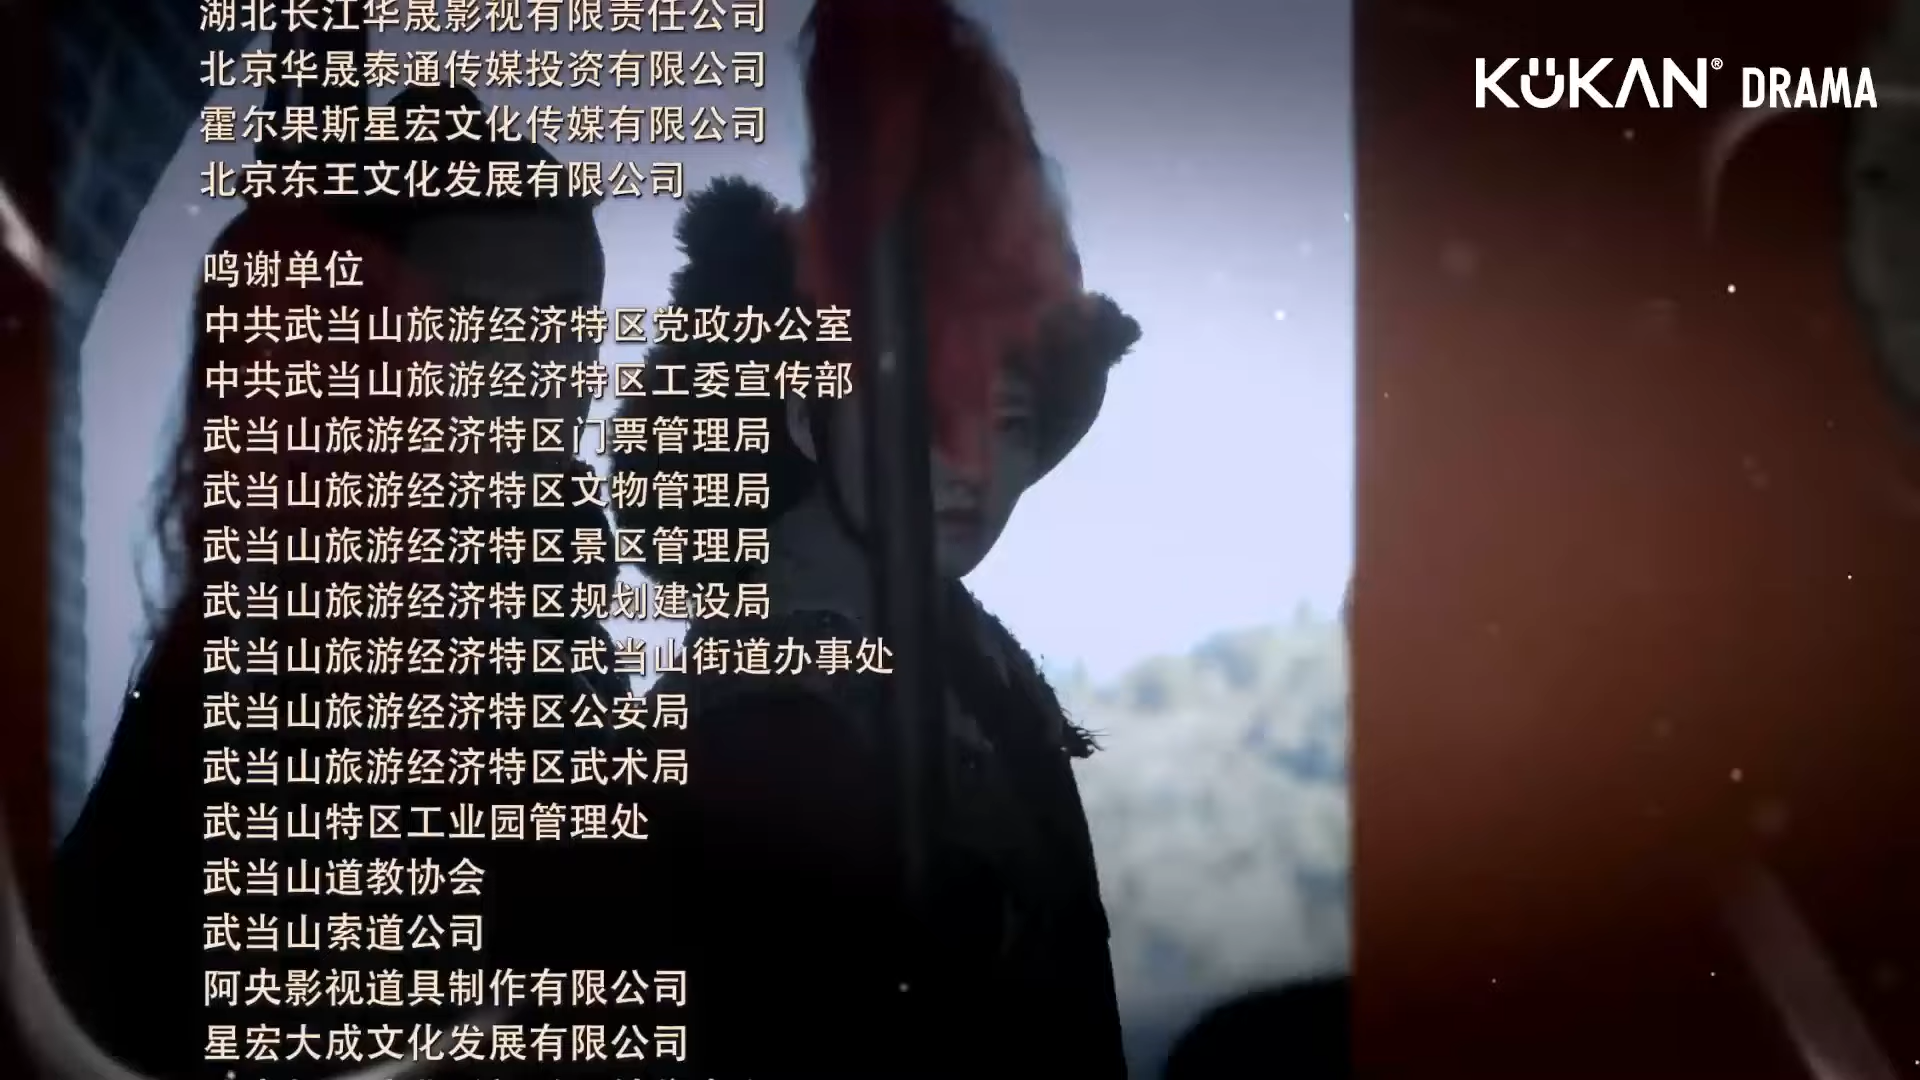 湖北长江华晟影视有限责任公司
北京华晟泰通传媒投资有限公司
霍尔果斯星宏文化传媒有限公司
北京东王文化发展有限公司
KÜKAN® DRAMA
鸣谢单位
中共武当山旅游经济特区党政办公室
中共武当山旅游经济特区工委宣传部
武当山旅游经济特区门票管理局
武当山旅游经济特区文物管理局
武当山旅游经济特区景区管理局
武当山旅游经济特区规划建设局
武当山旅游经济特区武当山街道办事处
武当山旅游经济特区公安局
武当山旅游经济特区武术局
武当山特区工业园管理处
武当山道教协会
武当山索道公司
阿央影视道具制作有限公司
星宏大成文化发展有限公司